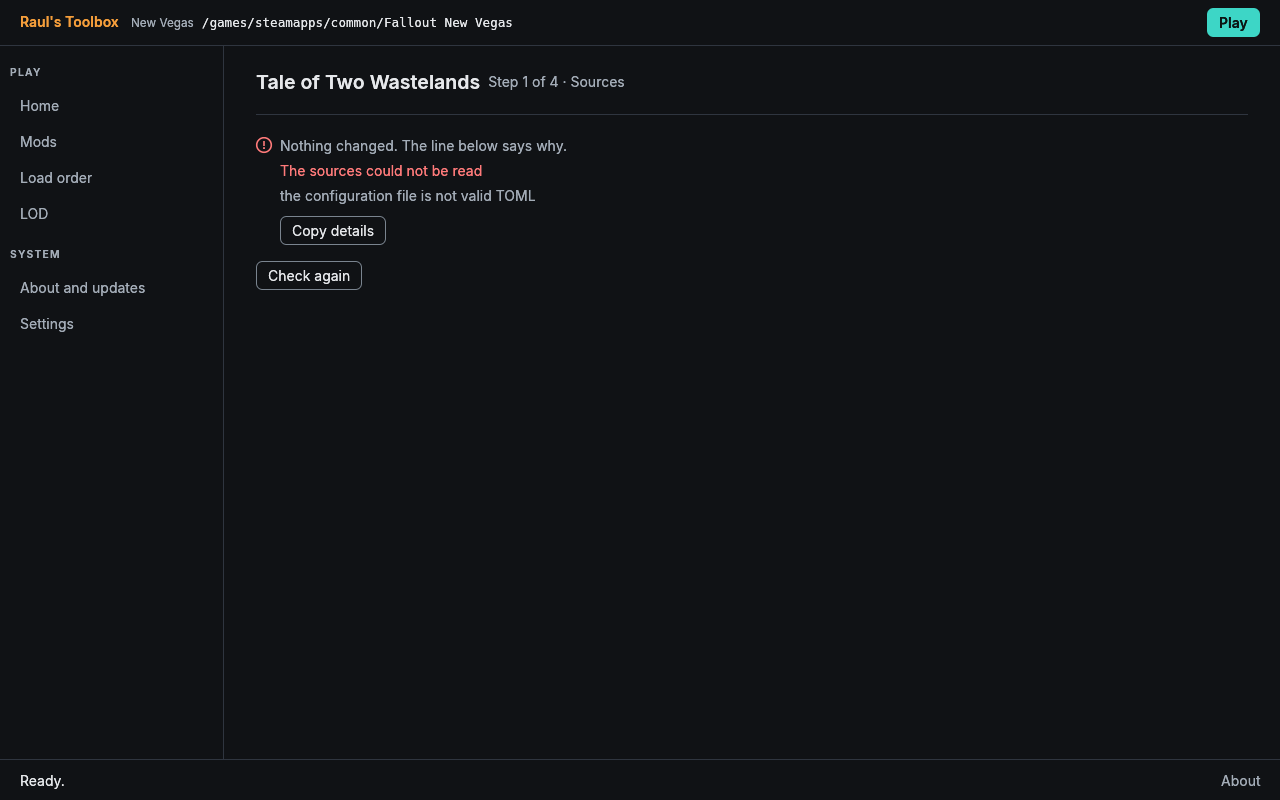 Raul's Toolbox New Vegas /games/steamapps/common/Fallout New Vegas Play
PLAY
Home
Mods
Load order
LOD
SYSTEM
About and updates
Settings
Tale of Two Wastelands Step 1 of 4 · Sources
Nothing changed. The line below says why.
The sources could not be read
the configuration file is not valid TOML
Copy details
Check again
Ready. About